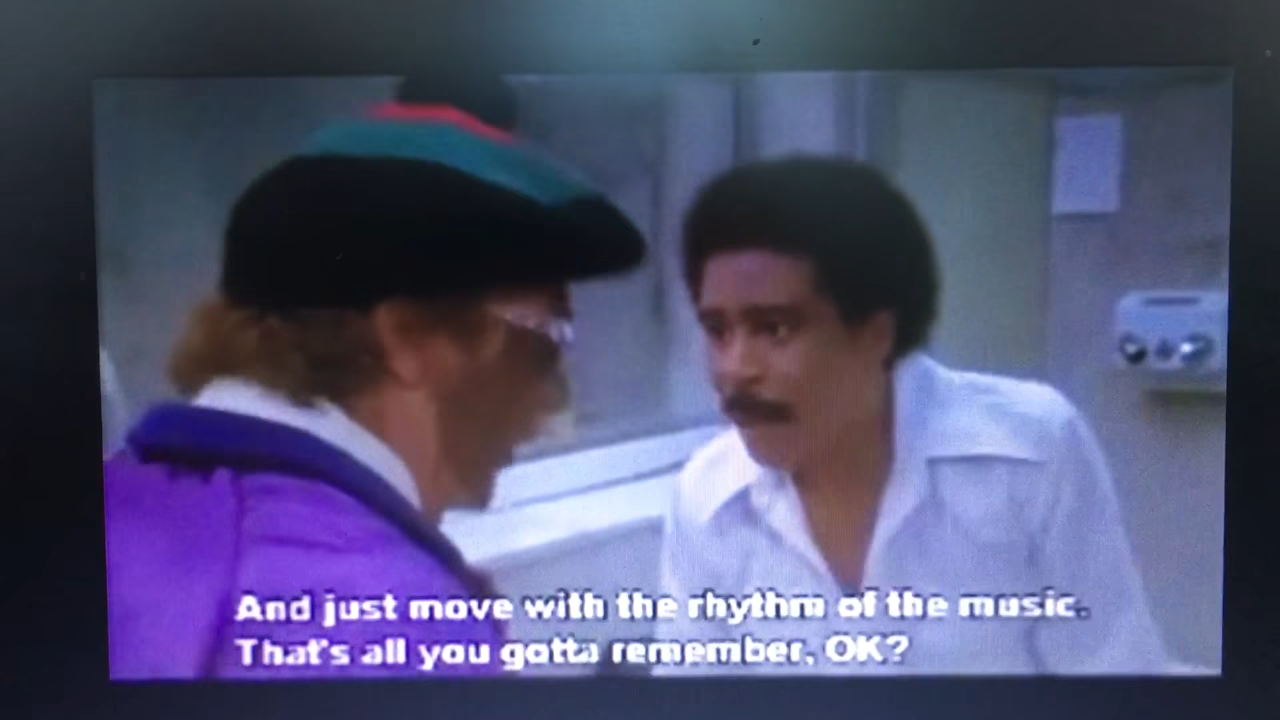 And just move with the rhythm of the music.
That's all you gotta remember, OK?